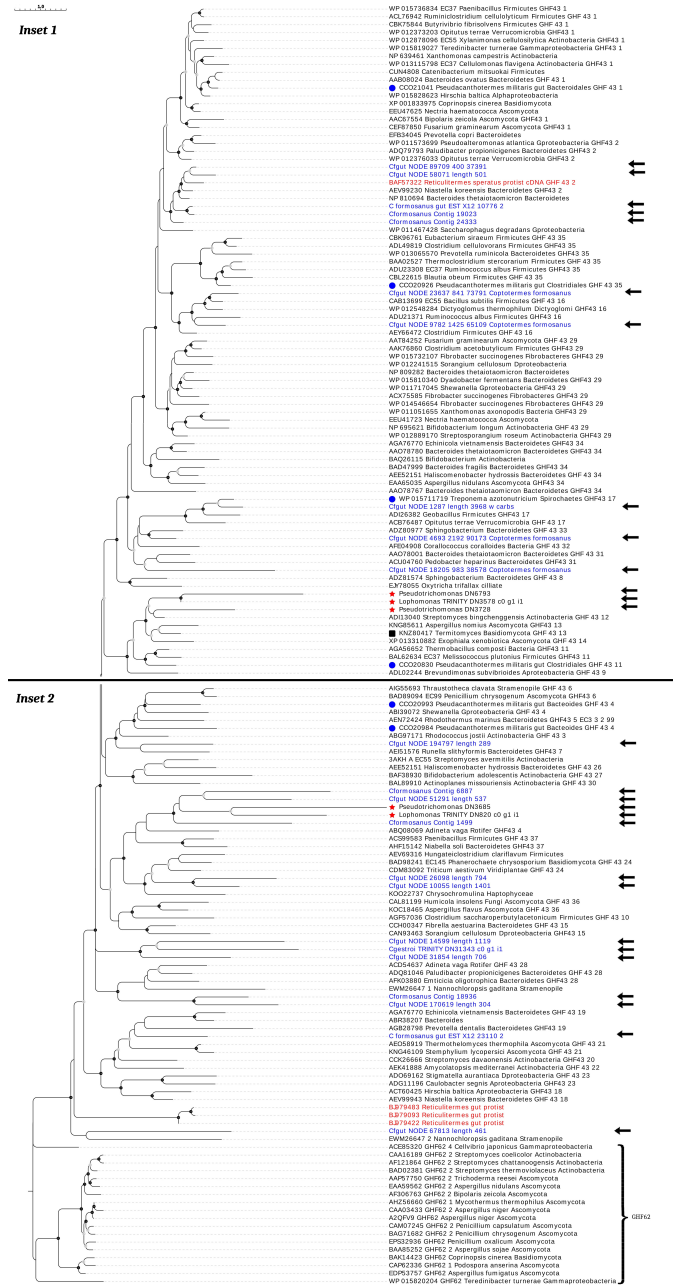 1.0
Inset 1
WP 015736834 EC37 Paenibacillus Firmicutes GHF43 1
ACL76942 Ruminiclostridium cellulolyticum Firmicutes GHF 43 1
CBK75844 Butyrivibrio fibrisolvens Firmicutes GHF43 1
WP 012373203 Opitutus terrae Verrucomicrobia GHF43 1
WP 012878096 EC55 Xylanimonas cellulosilytica Actinobacteria GHF43 1
WP 015819027 Teredinibacter turnerae Gammaproteobacteria GHF43 1
NP 639461 Xanthomonas campestris Actinobacteria
WP 013115798 EC37 Cellulomonas flavigena Actinobacteria GHF43 1
CUN4808 Catenibacterium mitsuokai Firmicutes
AAB08024 Bacteroides ovatus Bacteroidetes GHF 43 1
CCO21041 Pseudacanthotermes militaris gut Bacteroidales GHF 43 1
WP 015828623 Hirschia baltica Alphaproteobacteria
XP 001833975 Coprinopsis cinerea Basidiomycota
EEU47625 Nectria haematococca Ascomycota
AAC67554 Bipolaris zeicola Ascomycota GHF 43 1
CEF87850 Fusarium graminearum Ascomycota GHF 43 1
EFB34045 Prevotella copri Bacteroidetes
WP 011573699 Pseudoalteromonas atlantica Gproteobacteria GHF43 2
ADQ79793 Paludibacter propionicigenes Bacteroidetes GHF 43 2
WP 012376033 Opitutus terrae Verrucomicrobia GHF43 2
Cfgut NODE 89709 400 37391
Cfgut NODE 58071 length 501
BAF57322 Reticulitermes speratus protist cDNA GHF 43 2
AEV99230 Niastella koreensis Bacteroidetes GHF43 2
NP 810694 Bacteroides thetaiotaomicron Bacteroidetes
C formosanus gut EST X12 10776 2
Cformosanus Contig 19023
Cformosanus Contig 24333
WP 011467428 Saccharophagus degradans Gproteobacteria
CBK96761 Eubacterium siraeum Firmicutes GHF 43 35
ADL49819 Clostridium cellulovorans Firmicutes GHF43 35
WP 013065570 Prevotella ruminicola Bacteroidetes GHF43 35
BAA02527 Thermoclostridium stercorarium Firmicutes GHF43 35
ADU23308 EC37 Ruminococcus albus Firmicutes GHF43 35
CBL22615 Blautia obeum Firmicutes GHF43 35
CCO20926 Pseudacanthotermes militaris gut Clostridiales GHF43 35
Cfgut NODE 23637 841 73791 Coptotermes formosanus
CAB13699 EC55 Bacillus subtilis Firmicutes GHF43 16
WP 012548284 Dictyoglomus thermophilum Dictyoglomi GHF43 16
ADU21371 Ruminococcus albus Firmicutes GHF43 16
Cfgut NODE 9782 1425 65109 Coptotermes formosanus
AEY66472 Clostridium Firmicutes GHF 43 16
AAT84252 Fusarium graminearum Ascomycota GHF43 29
AAK76860 Clostridium acetobutylicum Firmicutes GHF43 29
WP 015732107 Fibrobacter succinogenes Firmicutes GHF43 29
WP 012241515 Sorangium cellulosum Dproteobacteria
NP 809282 Bacteroides thetaiotaomicron Bacteroidetes
WP 015810340 Dyadobacter fermentans Bacteroidetes GHF43 29
WP 011717045 Shewanella Gproteobacteria GHF43 29
ACX75585 Fibrobacter succinogenes Fibrobacteres GHF43 29
WP 014546654 Fibrobacter succinogenes Fibrobacteres GHF43 29
WP 011051655 Xanthomonas axonopodis Bacteria GHF43 29
EEU41723 Nectria haematococca Ascomycota
NP 695621 Bifidobacterium longum Actinobacteria GHF43 29
WP 012889170 Streptosporangium roseum Actinobacteria GHF43 29
AGA76770 Echinicola vietnamensis Bacteroidetes GHF43 34
AAO78780 Bacteroides thetaiotaomicron Bacteroidetes GHF43 34
BAQ26115 Bifidobacterium Actinobacteria
BAD47999 Bacteroides fragilis Bacteroidetes GHF43 34
AEE52151 Haliscomenobacter hydrossis Bacteroidetes GHF43 34
EAA65035 Aspergillus nidulans Ascomycota GHF43 34
AAO78767 Bacteroides thetaiotaomicron Bacteroidetes GHF43 34
WP 015711719 Treponema azotonutricium Spirochaetes GHF43 17
Cfgut NODE 1287 length 3968 w carbs
ADI26382 Geobacillus Firmicutes GHF43 17
ACB76487 Opitutus terrae Verrucomicrobia GHF 43 17
ADZ80977 Sphingobacterium Bacteroidetes GHF43 33
Cfgut NODE 4693 2192 90173 Coptotermes formosanus
AFE04908 Corallococcus coralloides Bacteria GHF43 32
AAO78001 Bacteroides thetaiotaomicron Bacteroidetes GHF43 31
ACU04760 Pedobacter heparinus Bacteroidetes GHF43 31
Cfgut NODE 18205 983 38578 Coptotermes formosanus
ADZ81574 Sphingobacterium Bacteroidetes GHF 43 8
EJY78055 Oxytricha trifallax cilliate
Pseudotrichomonas DN6793
Lophomonas TRINITY DN3578 c0 g1 i1
Pseudotrichomonas DN3728
ADI13040 Streptomyces bingchenggensis Actinobacteria GHF43 12
KNG85611 Aspergillus nomius Ascomycota GHF43 13
KNZ80417 Termitomyces Basidiomycota GHF 43 13
XP 013310882 Exophiala xenobiotica Ascomycota GHF43 14
AGA56652 Thermobacillus composti Bacteria GHF43 11
BAL62634 EC37 Melissococcus plutonius Firmicutes GHF43 11
CCO20830 Pseudacanthotermes militaris gut Clostridiales GHF43 11
ADL02244 Brevundimonas subvibrioides Aproteobacteria GHF43 9
Inset 2
AIG55693 Thraustotheca clavata Stramenopile GHF 43 6
BAD89094 EC99 Penicillium chrysogenum Ascomycota GHF43 6
CCO20993 Pseudacanthotermes militaris gut Bacteoides GHF43 4
ABI39072 Shewanella Gproteobacteria GHF 43 4
AEN72424 Rhodothermus marinus Bacteroidetes GHF43 5 EC3 3 2 99
CCO20984 Pseudacanthotermes militaris gut Bacteoides GHF43 4
ABG97171 Rhodococcus jostii Actinobacteria GHF43 3
Cfgut NODE 194797 length 289
AEI51576 Runella slithyformis Bacteroidetes GHF43 7
3AKH A EC55 Streptomyces avermitilis Actinobacteria
AEE52151 Haliscomenobacter hydrossis Bacteroidetes GHF43 26
BAF38930 Bifidobacterium adolescentis Actinobacteria GHF43 27
BAL89910 Actinoplanes missouriensis Actinobacteria GHF43 30
Cformosanus Contig 6887
Cfgut NODE 51291 length 537
Pseudotrichomonas DN3685
Lophomonas TRINITY DN820 c0 g1 i1
Cformosanus Contig 1499
ABQ08069 Adineta vaga Rotifer GHF43 4
ACS99583 Paenibacillus Firmicutes GHF43 37
AHF15142 Niabella soli Bacteroidetes GHF43 37
AEV69316 Hungateiclostridium clariflavum Firmicutes
BAD98241 EC145 Phanerochaete chrysosporium Basidiomycota GHF43 24
CDM83092 Triticum aestivum Viridiplantae GHF43 24
Cfgut NODE 26098 length 794
Cfgut NODE 10055 length 1401
KOO22737 Chrysochromulina Haptophyceae
CAL81199 Humicola insolens Fungi Ascomycota GHF43 36
KOC18465 Aspergillus flavus Ascomycota GHF43 36
AGF57036 Clostridium saccharoperbutylacetonicum Firmicutes GHF43 10
CCH00347 Fibrella aestuarina Bacteroidetes GHF43 15
CAN93463 Sorangium cellulosum Dproteobacteria GHF43 15
Cfgut NODE 14599 length 1119
Cgestroi TRINITY DN31343 c0 g1 i1
Cfgut NODE 31854 length 706
ACD54637 Adineta vaga Rotifer GHF43 28
ADQ81046 Paludibacter propionicigenes Bacteroidetes GHF43 28
AFK03880 Emticicia oligotrophica Bacteroidetes GHF43 28
EWM26647 1 Nannochloropsis gaditana Stramenopile
Cformosanus Contig 18936
Cfgut NODE 170619 length 304
AGA76770 Echinicola vietnamensis Bacteroidetes GHF43 19
ABR38207 Bacteroides
AGB28798 Prevotella dentalis Bacteroidetes GHF43 19
C formosanus gut EST X12 23110 2
AEO58919 Thermothelomyces thermophila Ascomycota GHF43 21
KNG46109 Stemphylium lycopersici Ascomycota GHF43 21
CCK26666 Streptomyces davaonensis Actinobacteria GHF43 20
AEK41888 Amycolatopsis mediterranei Actinobacteria GHF43 22
ADO69162 Stigmatella aurantiaca Dproteobacteria GHF43 23
ADG11196 Caulobacter segnis Aproteobacteria GHF43 23
ACT60425 Hirschia baltica Aproteobacteria GHF43 18
AEV99943 Niastella koreensis Bacteroidetes GHF43 18
BJ979483 Reticulitermes gut protist
BJ979093 Reticulitermes gut protist
BJ979422 Reticulitermes gut protist
Cfgut NODE 67813 length 461
EWM26647 2 Nannochloropsis gaditana Stramenopile
ACE85320 GHF62 4 Cellvibrio japonicus Gammaproteobacteria
CAA16189 GHF62 2 Streptomyces coelicolor Actinobacteria
AF121864 GHF62 2 Streptomyces chattanoogensis Actinobacteria
BAD02381 GHF62 2 Streptomyces thermoviolaceus Actinobacteria
AAP57750 GHF62 2 Trichoderma reesei Ascomycota
EAA59562 GHF62 2 Aspergillus nidulans Ascomycota
AF306763 GHF62 2 Bipolaris zeicola Ascomycota
AHZ56660 GHF62 1 Mycothermus thermophilus Ascomycota
CAA03433 GHF62 2 Aspergillus niger Ascomycota
A2QFV9 GHF62 2 Aspergillus niger Ascomycota
CAM07245 GHF62 2 Penicillium capsulatum Ascomycota
BAG71682 GHF62 2 Penicillium chrysogenum Ascomycota
EPS32936 GHF62 Penicillium oxalicum Ascomycota
BAA85252 GHF62 2 Aspergillus sojae Ascomycota
BAK14423 GHF62 Coprinopsis cinerea Basidiomycota
CAP62336 GHF62 1 Podospora anserina Ascomycota
EDP53757 GHF62 Aspergillus fumigatus Ascomycota
WP 015820204 GHF62 Teredinibacter turnerae Gammaproteobacteria
GHF62